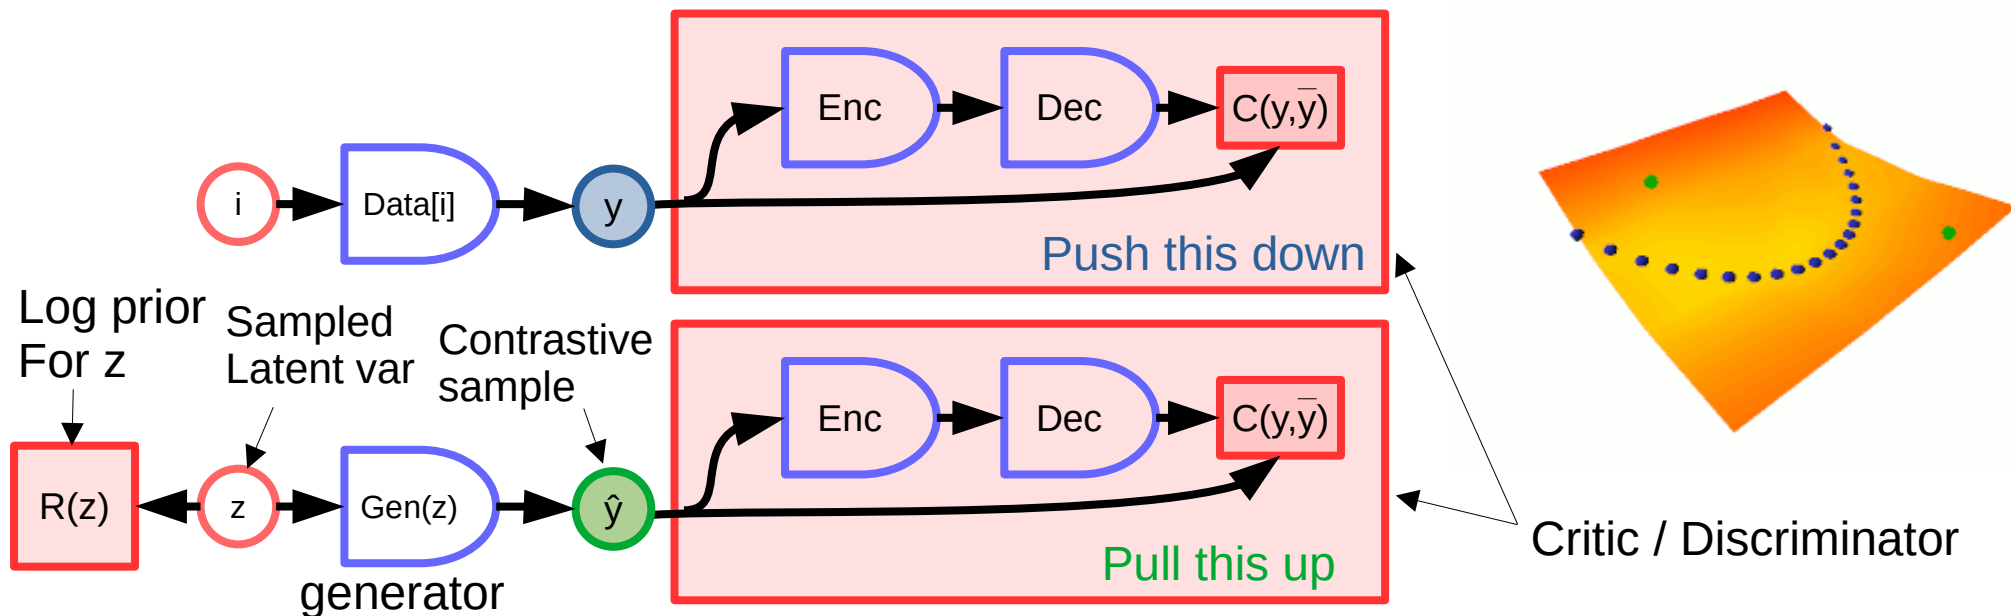 Enc
Dec
C(y,y̅)
i
Data[i]
y
Push this down
Log prior
For z
Sampled
Latent var
Contrastive
sample
Enc
Dec
C(y,y̅)
R(z)
z
Gen(z)
ŷ
generator
Pull this up
Critic / Discriminator